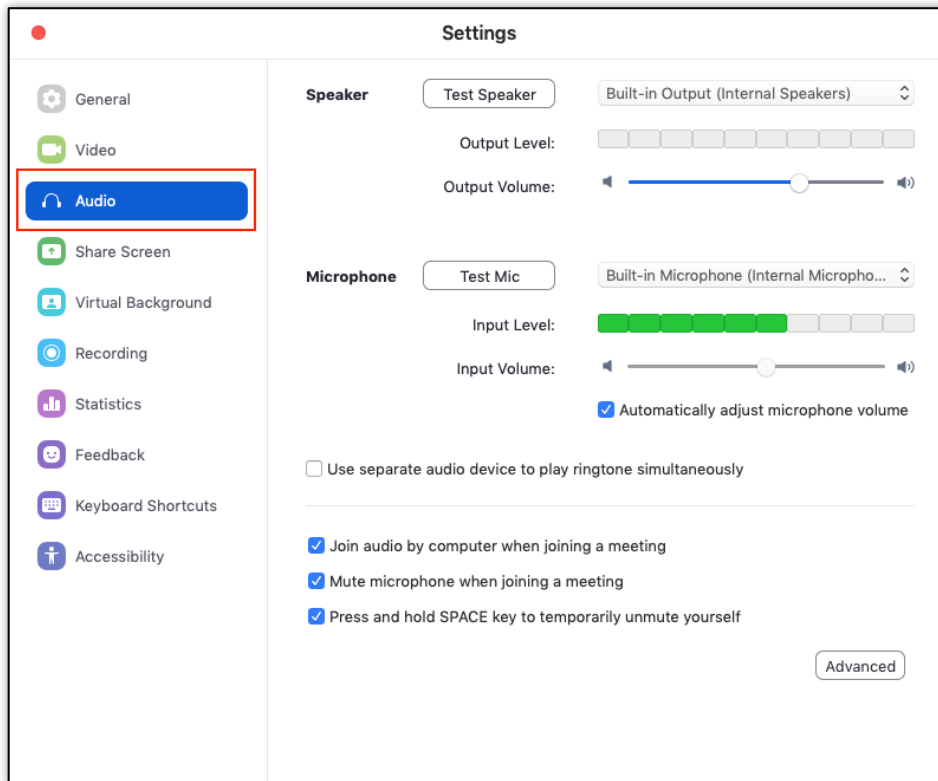 Settings
General
Video
Audio
Share Screen
Virtual Background
Recording
Statistics
Feedback
Keyboard Shortcuts
Accessibility
Speaker Test Speaker Built-in Output (Internal Speakers)
Output Level:
Output Volume:
Microphone Test Mic Built-in Microphone (Internal Micropho...
Input Level:
Input Volume:
Automatically adjust microphone volume
Use separate audio device to play ringtone simultaneously
Join audio by computer when joining a meeting
Mute microphone when joining a meeting
Press and hold SPACE key to temporarily unmute yourself
Advanced